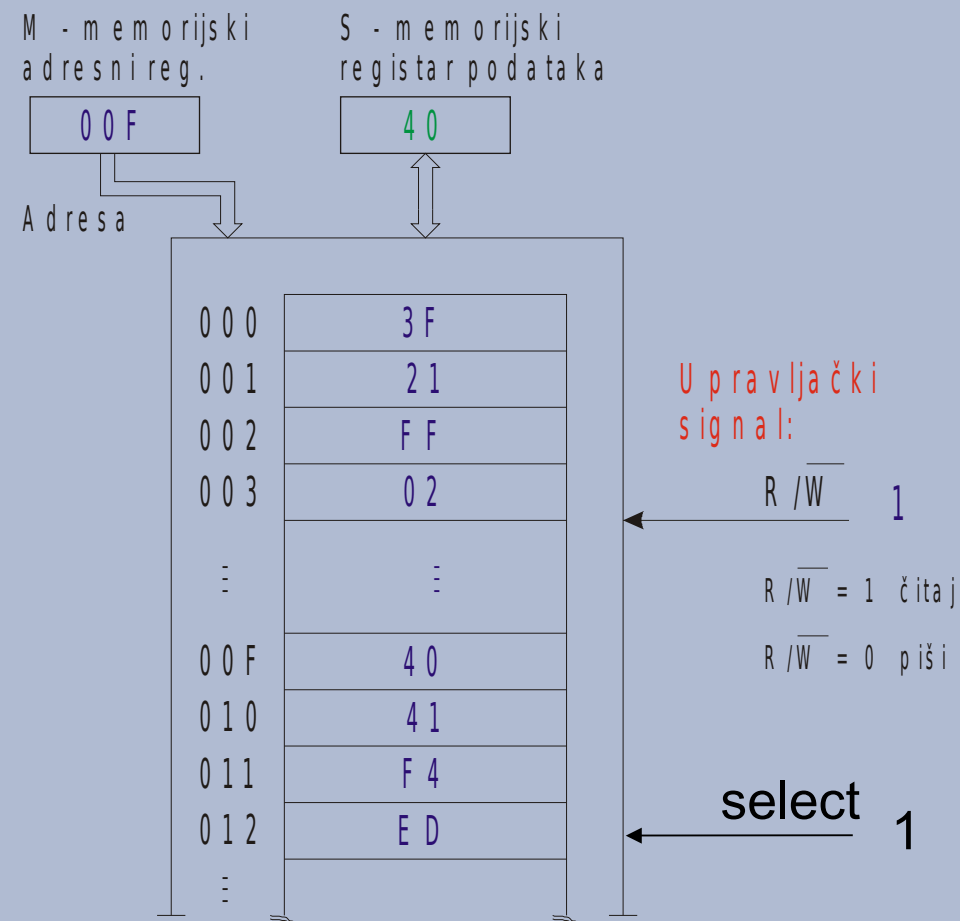 M - memorijski
adresni reg.
S - memorijski
registar podataka
00F
40
Adresa
000 3F
001 21
002 FF
003 02
⋮ ⋮
00F 40
010 41
011 F4
012 ED
⋮
Upravljački
signal:
R/W̅ 1
R/W̅ = 1 čitaj
R/W̅ = 0 piši
select 1